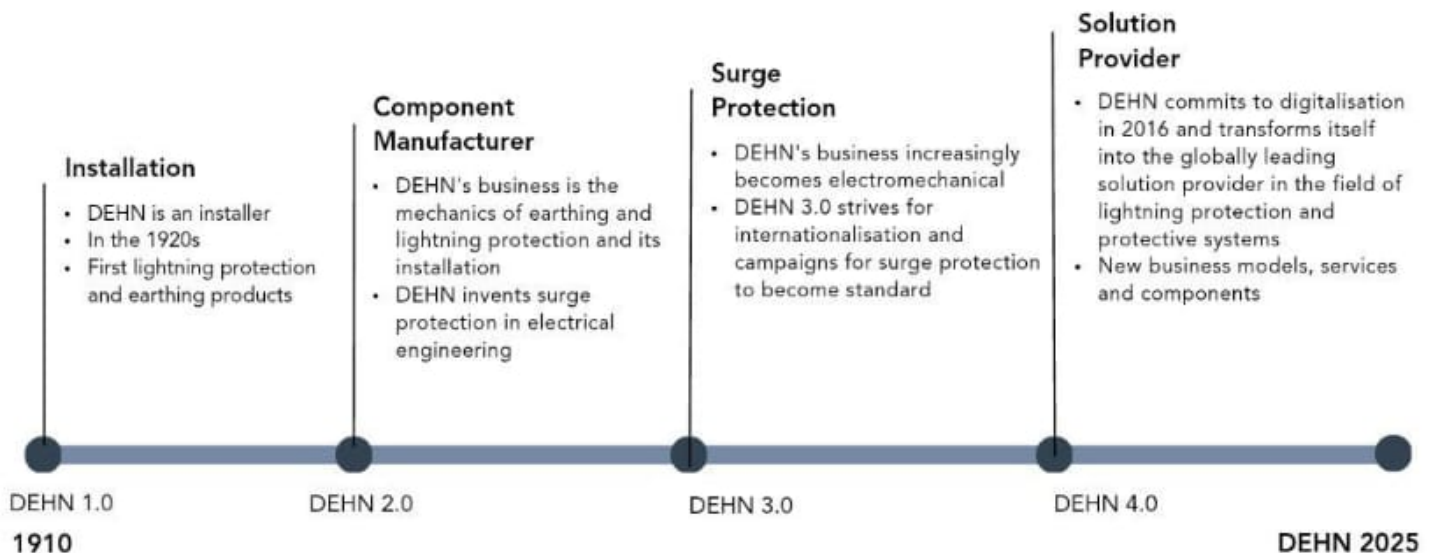 Installation
• DEHN is an installer
• In the 1920s
• First lightning protection
and earthing products
Component
Manufacturer
• DEHN's business is the
mechanics of earthing and
lightning protection and its
installation
• DEHN invents surge
protection in electrical
engineering
Surge
Protection
• DEHN's business increasingly
becomes electromechanical
• DEHN 3.0 strives for
internationalisation and
campaigns for surge protection
to become standard
Solution
Provider
• DEHN commits to digitalisation
in 2016 and transforms itself
into the globally leading
solution provider in the field of
lightning protection and
protective systems
• New business models, services
and components
DEHN 1.0
DEHN 2.0
DEHN 3.0
DEHN 4.0
1910
DEHN 2025